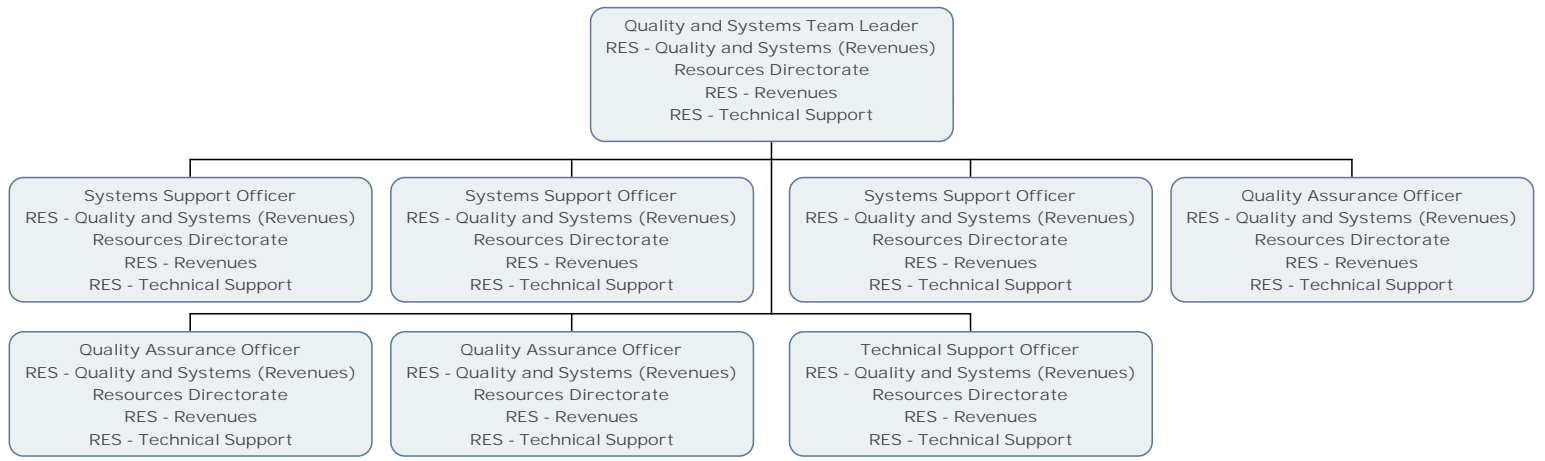 Quality and Systems Team Leader
RES - Quality and Systems (Revenues)
Resources Directorate
RES - Revenues
RES - Technical Support
Systems Support Officer
RES - Quality and Systems (Revenues)
Resources Directorate
RES - Revenues
RES - Technical Support
Systems Support Officer
RES - Quality and Systems (Revenues)
Resources Directorate
RES - Revenues
RES - Technical Support
Systems Support Officer
RES - Quality and Systems (Revenues)
Resources Directorate
RES - Revenues
RES - Technical Support
Quality Assurance Officer
RES - Quality and Systems (Revenues)
Resources Directorate
RES - Revenues
RES - Technical Support
Quality Assurance Officer
RES - Quality and Systems (Revenues)
Resources Directorate
RES - Revenues
RES - Technical Support
Quality Assurance Officer
RES - Quality and Systems (Revenues)
Resources Directorate
RES - Revenues
RES - Technical Support
Technical Support Officer
RES - Quality and Systems (Revenues)
Resources Directorate
RES - Revenues
RES - Technical Support